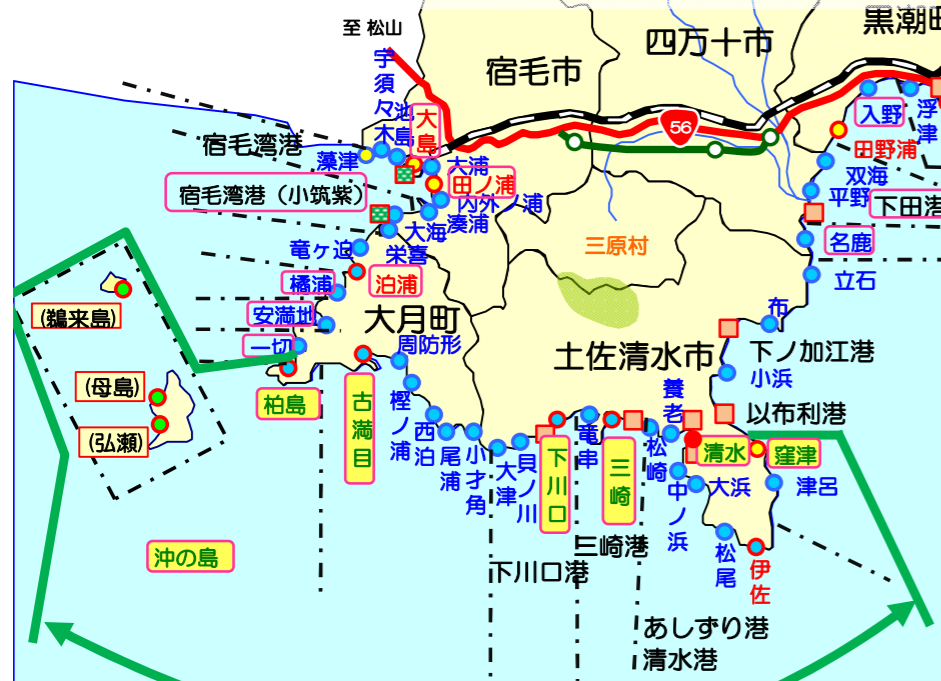 至 松山
黒潮町
四万十市
宿毛市
宇須々木
池島
大島
宿毛湾港
藻津
56
入野
浮津
田野浦
大浦
双海
田ノ浦
宿毛湾港（小筑紫）
平野
下田港
内外ノ浦
湊浦
大海
栄喜
名鹿
竜ヶ迫
三原村
立石
泊浦
橘浦
(鵜来島)
安満地
大月町
布
一切
周防形
土佐清水市
下ノ加江港
小浜
(母島)
柏島
古満目
樫ノ浦
養老
以布利港
西泊
尾浦
小才角
大津
貝ノ川
下川口
竜串
三崎
松崎
清水
窪津
(弘瀬)
中ノ浜
大浜
津呂
沖の島
三崎港
下川口港
松尾
伊佐
あしずり港
清水港